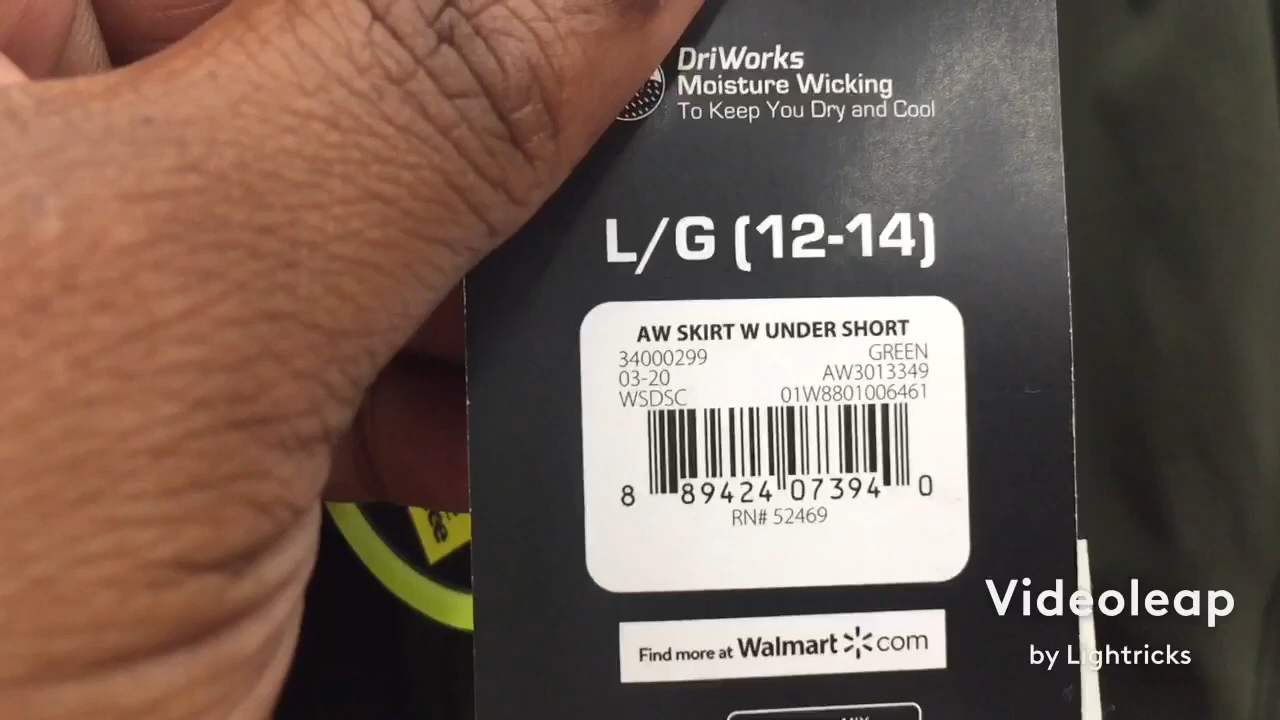 DriWorks
Moisture Wicking
To Keep You Dry and Cool
L/G (12-14)
AW SKIRT W UNDER SHORT
34000299 GREEN
03-20 AW3013349
WSDSC 01W8801006461
8 89424 07394 0
RN# 52469
Find more at Walmart com
Videoleap
by Lightricks